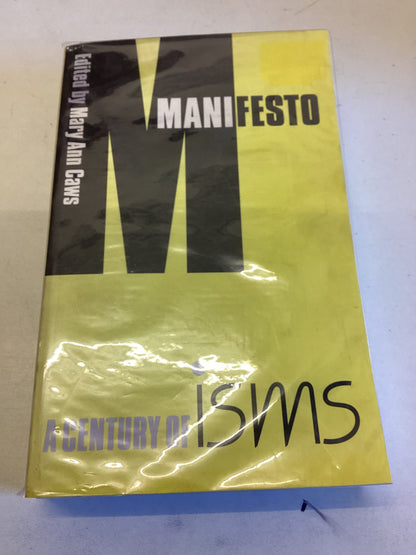 Edited by Mary Ann Caws
M
MANIFESTO
A CENTURY OF isms